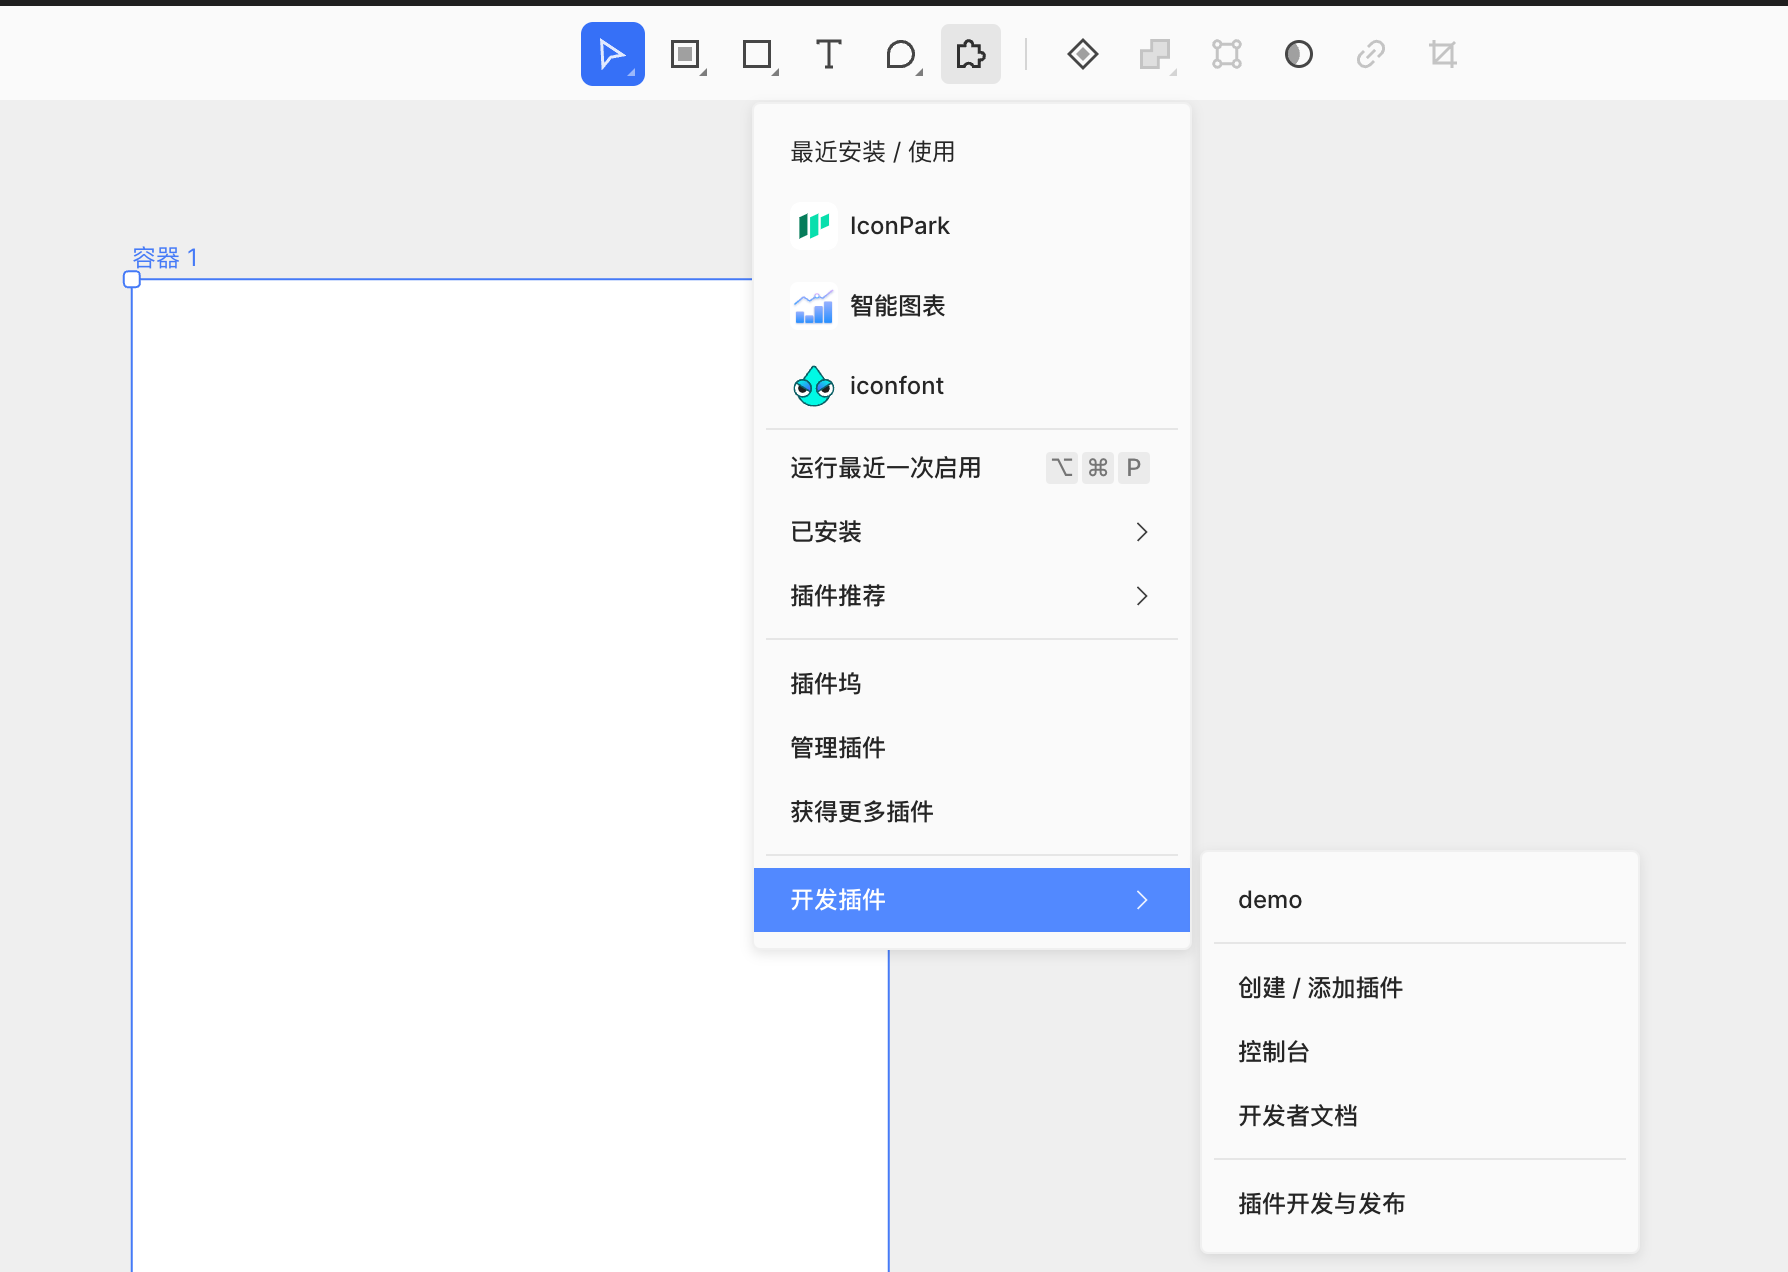 容器 1
最近安装 / 使用
IconPark
智能图表
iconfont
运行最近一次启用 ⌥ ⌘ P
已安装
插件推荐
插件坞
管理插件
获得更多插件
开发插件
demo
创建 / 添加插件
控制台
开发者文档
插件开发与发布